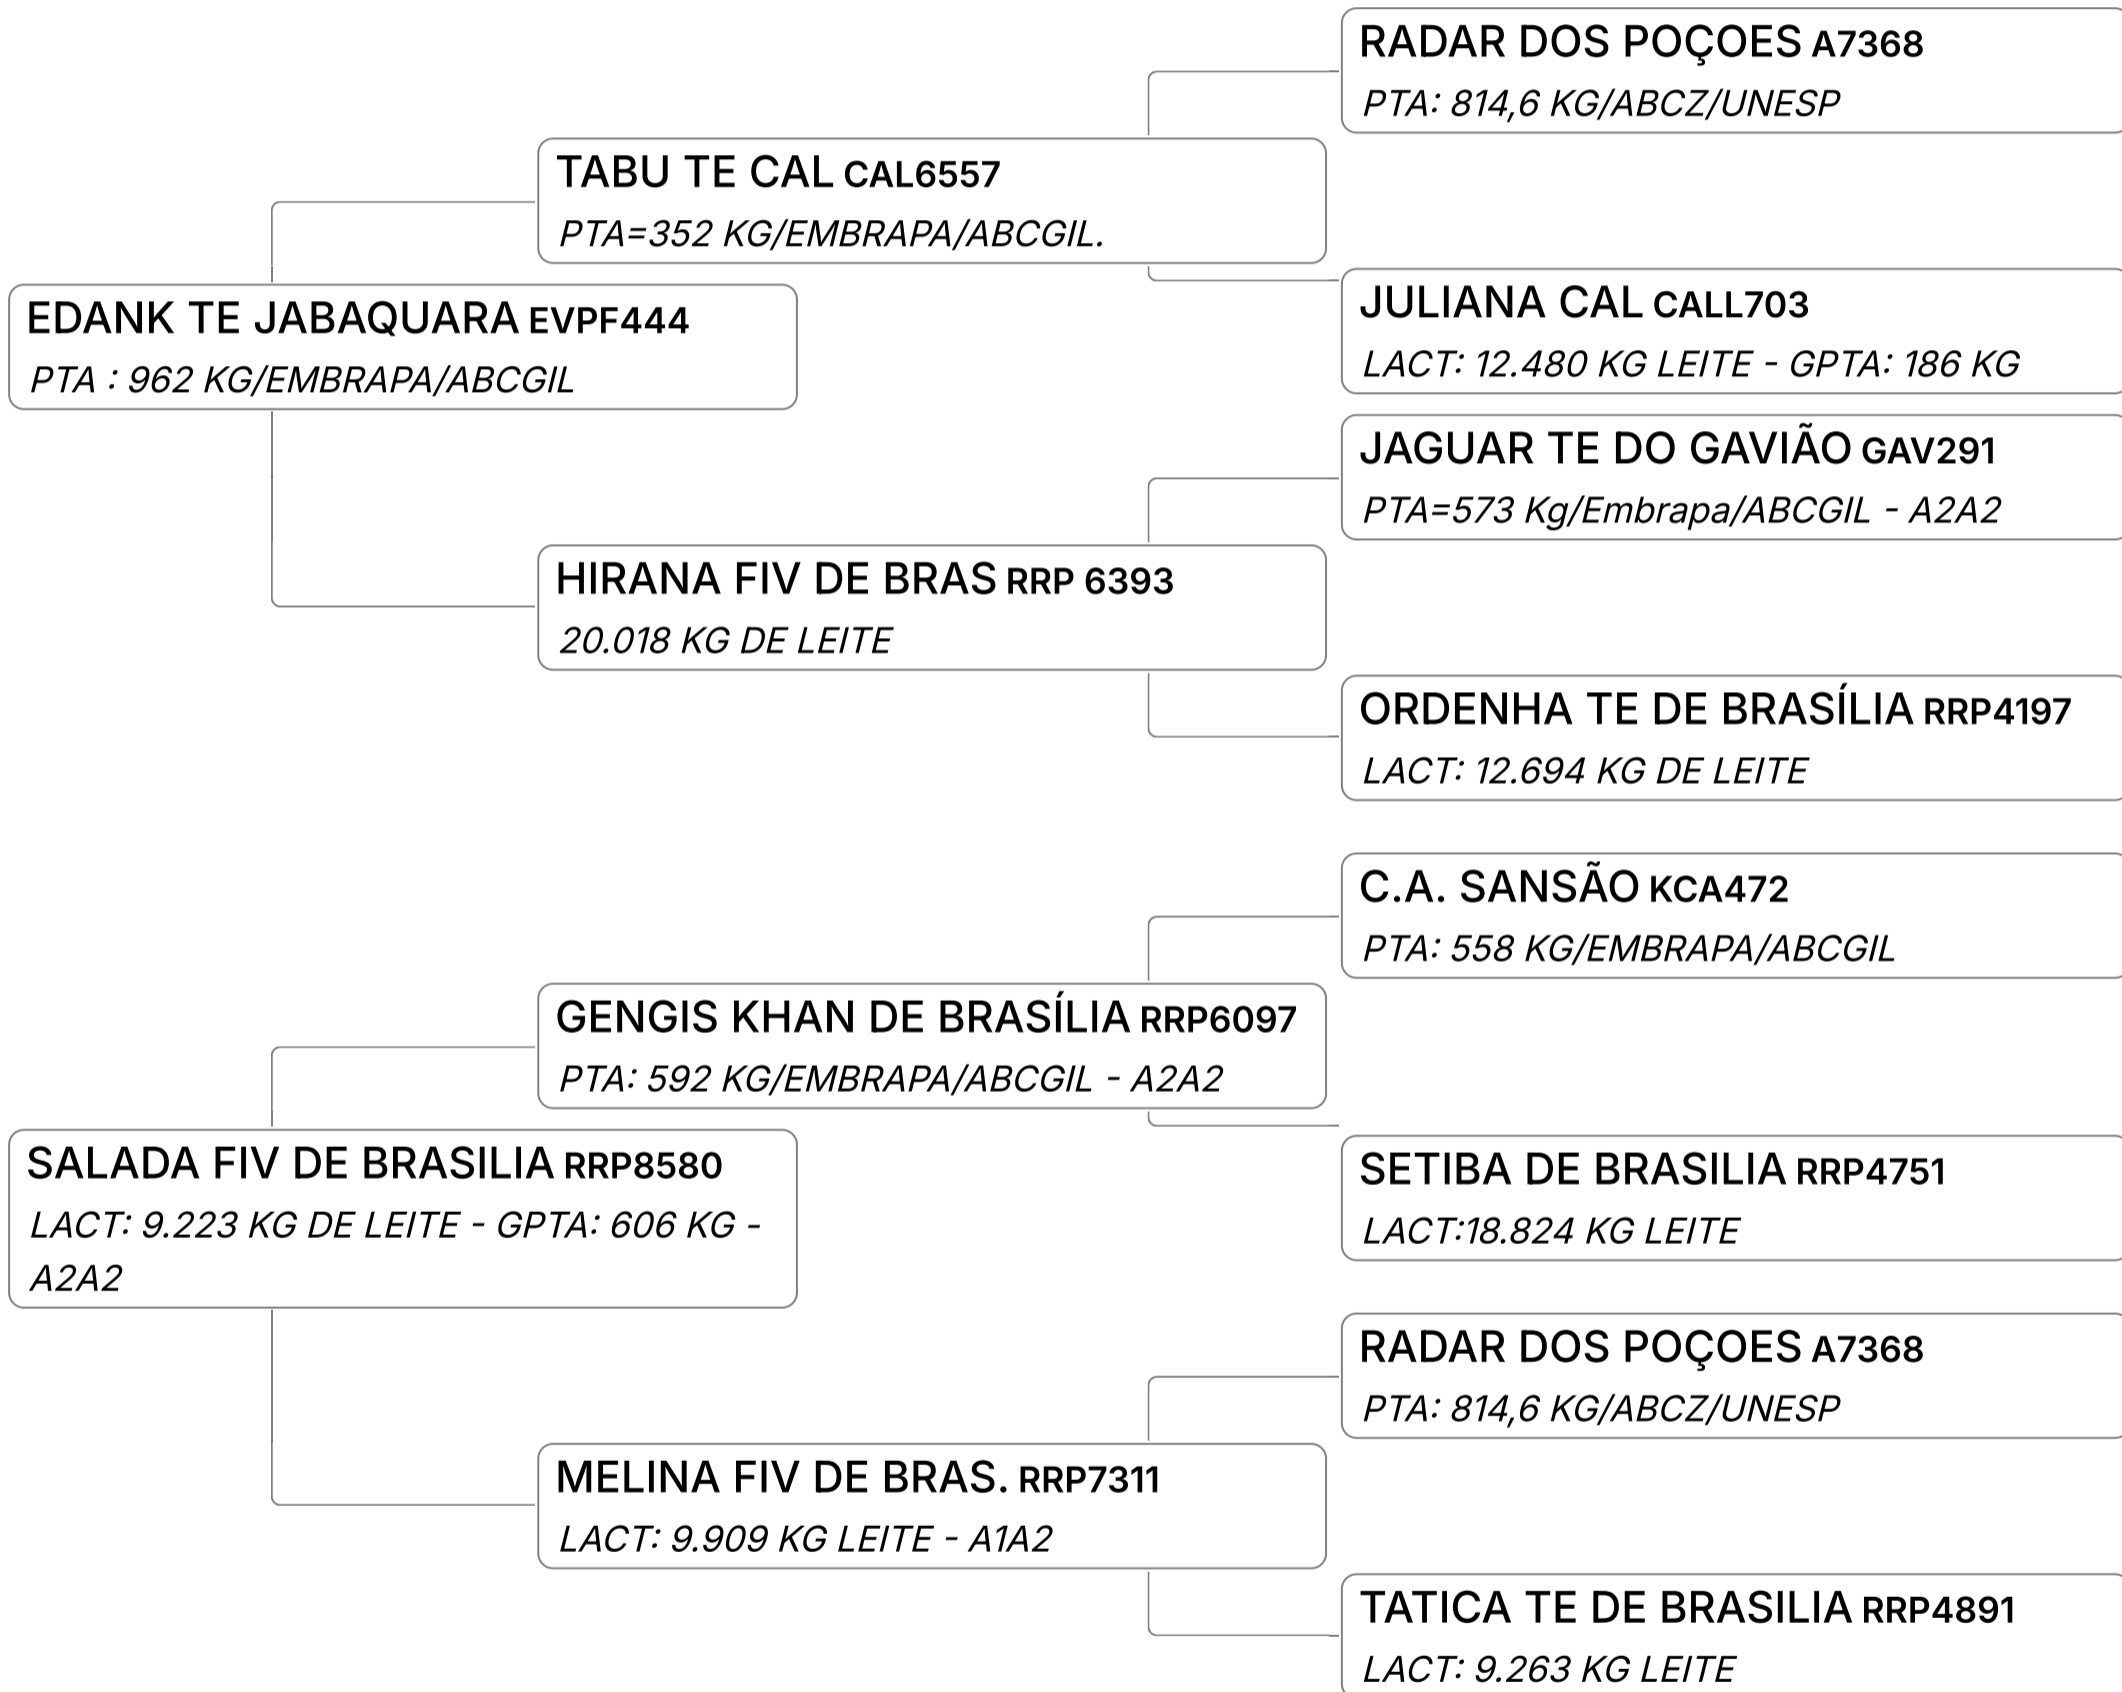 RADAR DOS POÇOES A7368
PTA: 814,6 KG/ABCZ/UNESP
TABU TE CAL CAL6557
PTA=352 KG/EMBRAPA/ABCGIL.
EDANK TE JABAQUARA EVPF444
PTA : 962 KG/EMBRAPA/ABCGIL
JULIANA CAL CALL703
LACT: 12.480 KG LEITE - GPTA: 186 KG
JAGUAR TE DO GAVIÃO GAV291
PTA=573 Kg/Embrapa/ABCGIL - A2A2
HIRANA FIV DE BRAS RRP 6393
20.018 KG DE LEITE
ORDENHA TE DE BRASÍLIA RRP4197
LACT: 12.694 KG DE LEITE
C.A. SANSÃO KCA472
PTA: 558 KG/EMBRAPA/ABCGIL
GENGIS KHAN DE BRASÍLIA RRP6097
PTA: 592 KG/EMBRAPA/ABCGIL - A2A2
SALADA FIV DE BRASILIA RRP8580
LACT: 9.223 KG DE LEITE - GPTA: 606 KG -
A2A2
SETIBA DE BRASILIA RRP4751
LACT:18.824 KG LEITE
RADAR DOS POÇOES A7368
PTA: 814,6 KG/ABCZ/UNESP
MELINA FIV DE BRAS. RRP7311
LACT: 9.909 KG LEITE - A1A2
TATICA TE DE BRASILIA RRP4891
LACT: 9.263 KG LEITE